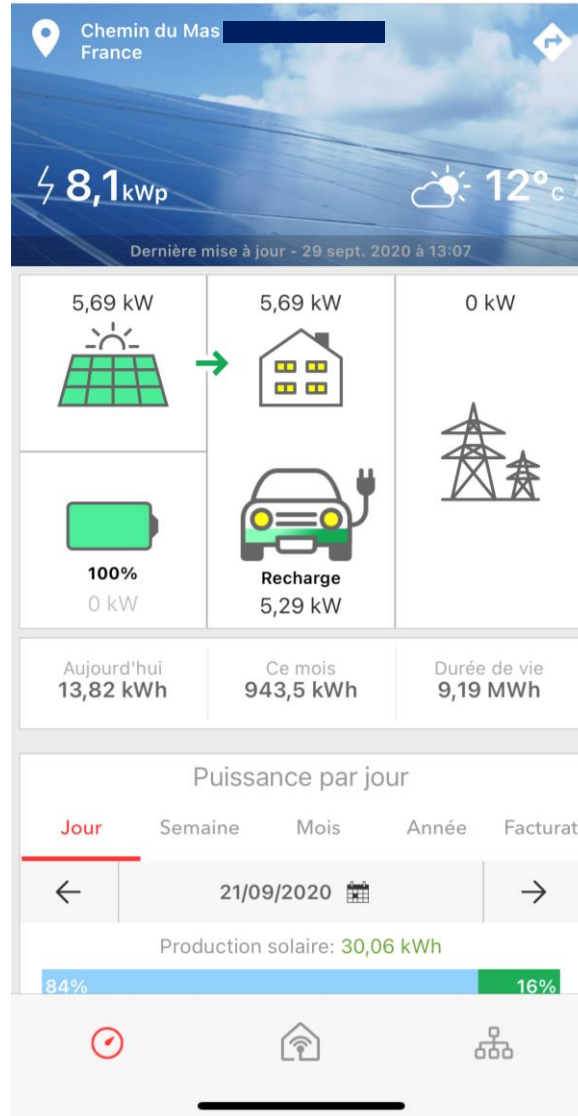 Chemin du Mas
France
8,1 kWp
12°c
Dernière mise à jour - 29 sept. 2020 à 13:07
5,69 kW
5,69 kW
0 kW
100%
0 kW
Recharge
5,29 kW
Aujourd'hui
13,82 kWh
Ce mois
943,5 kWh
Durée de vie
9,19 MWh
Puissance par jour
Jour Semaine Mois Année Facturat
21/09/2020
Production solaire: 30,06 kWh
84% 16%